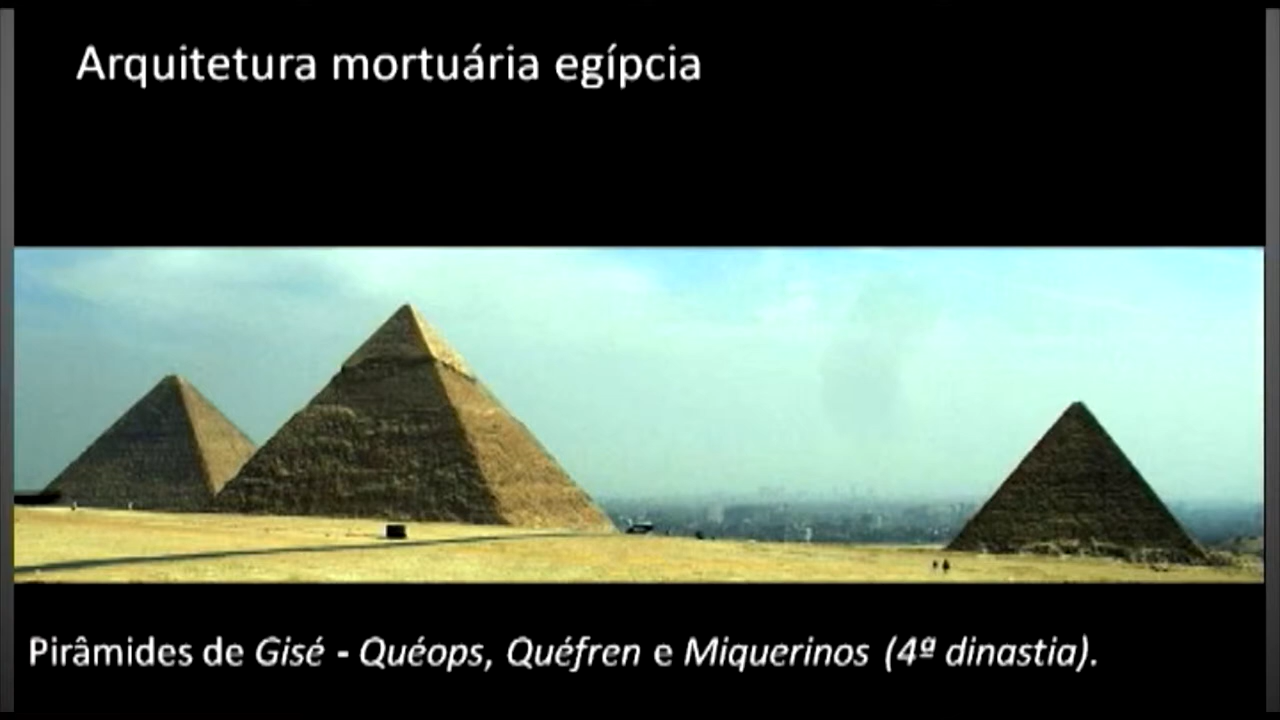 Arquitetura mortuária egípcia
Pirâmides de Gisé - Quéops, Quéfren e Miquerinos (4ª dinastia).